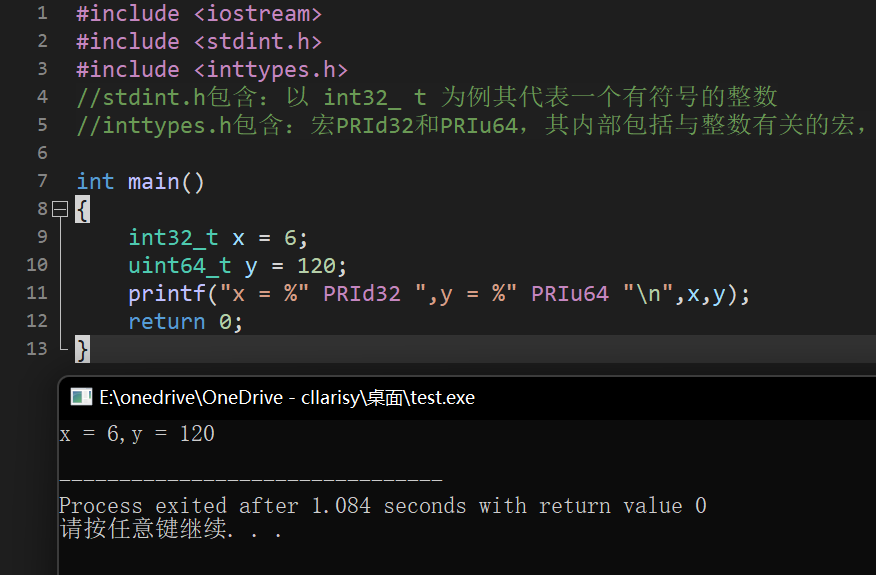 1 #include <iostream>
2 #include <stdint.h>
3 #include <inttypes.h>
4 //stdint.h包含：以 int32_ t 为例其代表一个有符号的整数
5 //inttypes.h包含：宏PRId32和PRIu64，其内部包括与整数有关的宏，
6
7 int main()
8 {
9 int32_t x = 6;
10 uint64_t y = 120;
11 printf("x = %" PRId32 ",y = %" PRIu64 "\n",x,y);
12 return 0;
13 }
E:\onedrive\OneDrive - cllarisy\桌面\test.exe
x = 6,y = 120
--------------------------------
Process exited after 1.084 seconds with return value 0
请按任意键继续. . .